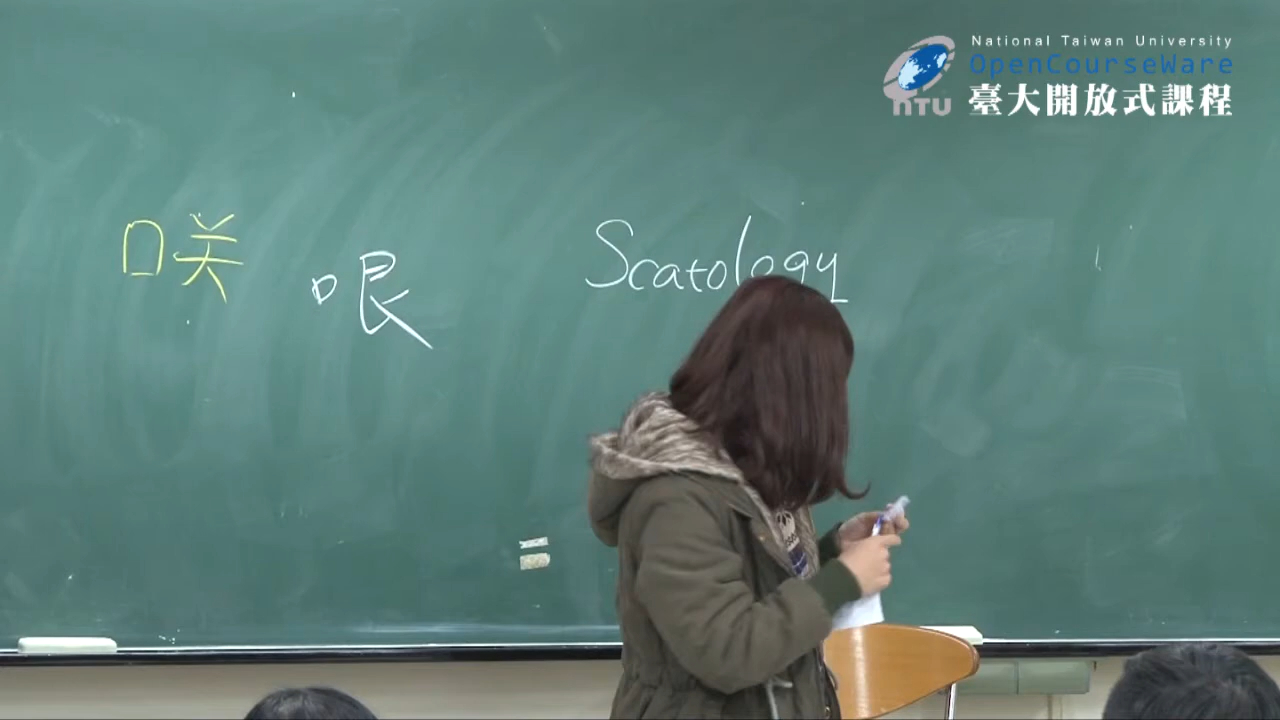 National Taiwan University
OpenCourseWare
NTU 臺大開放式課程
咲 哏 Scatology